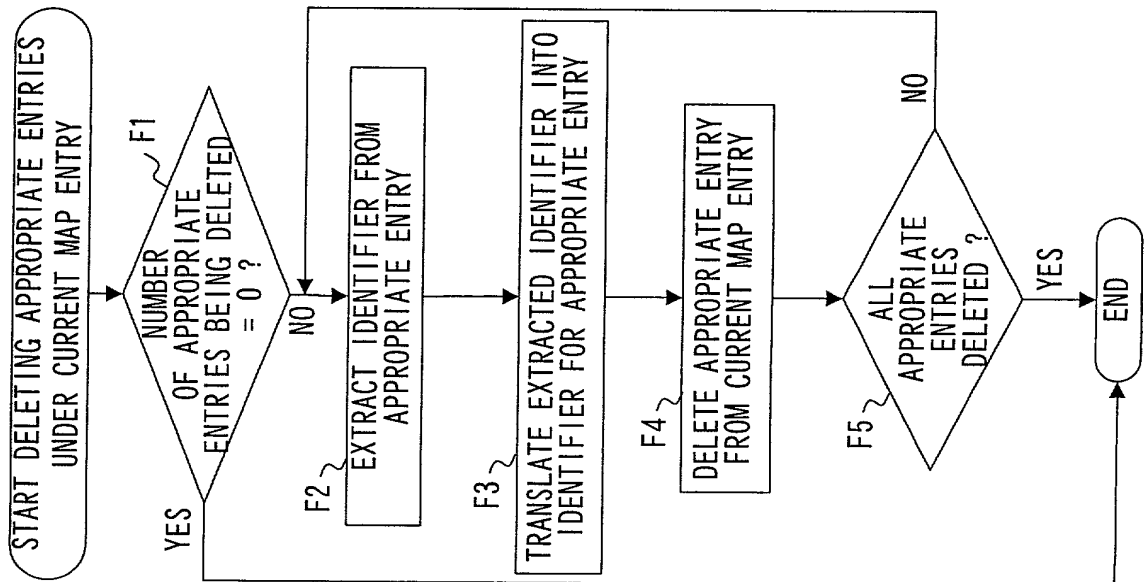 START DELETING APPROPRIATE ENTRIES
UNDER CURRENT MAP ENTRY
F1
NUMBER
OF APPROPRIATE
ENTRIES BEING DELETED
= 0 ?
YES
NO
F2
EXTRACT IDENTIFIER FROM
APPROPRIATE ENTRY
F3
TRANSLATE EXTRACTED IDENTIFIER INTO
IDENTIFIER FOR APPROPRIATE ENTRY
F4
DELETE APPROPRIATE ENTRY
FROM CURRENT MAP ENTRY
F5
ALL
APPROPRIATE
ENTRIES
DELETED ?
NO
YES
END